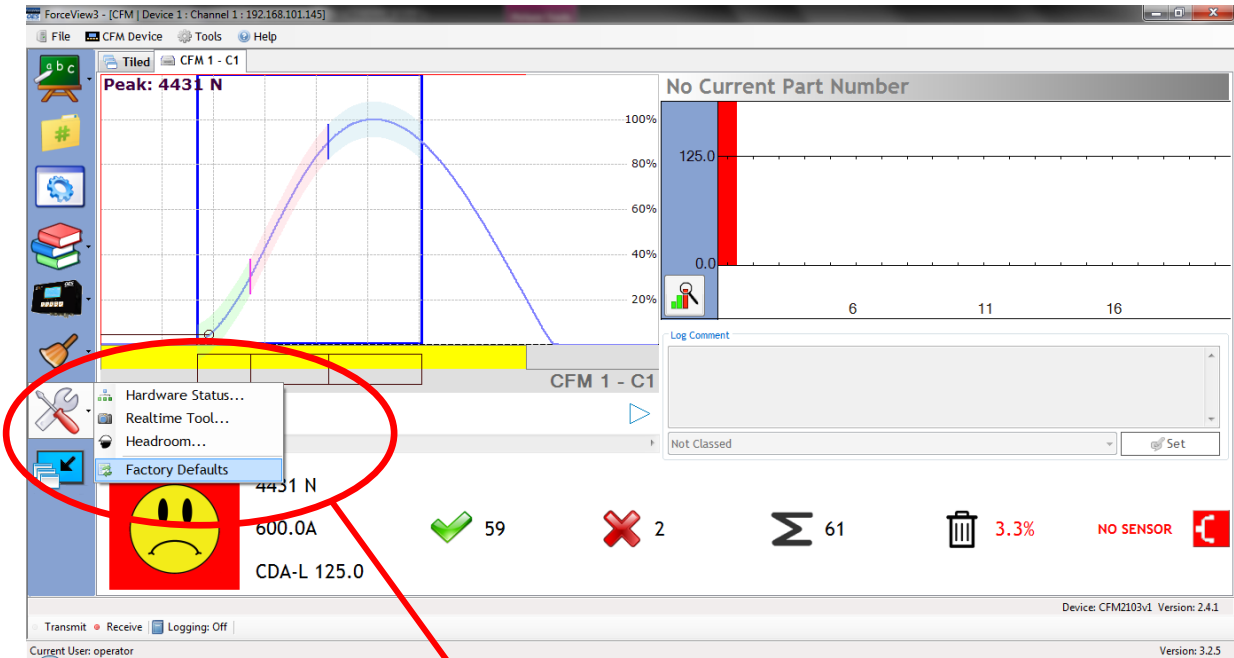 ForceView3 - [CFM | Device 1 : Channel 1 : 192.168.101.145]
File CFM Device Tools Help
abc
Tiled CFM 1 - C1
Peak: 4431 N
100%
80%
60%
40%
20%
CFM 1 - C1
No Current Part Number
125.0
0.0
6 11 16
Log Comment
Not Classed Set
#
Hardware Status...
Realtime Tool...
Headroom...
Factory Defaults
4431 N
600.0A
CDA-L 125.0
59 2 Σ 61 3.3% NO SENSOR
Device: CFM2103v1 Version: 2.4.1
Transmit Receive Logging: Off
Current User: operator Version: 3.2.5